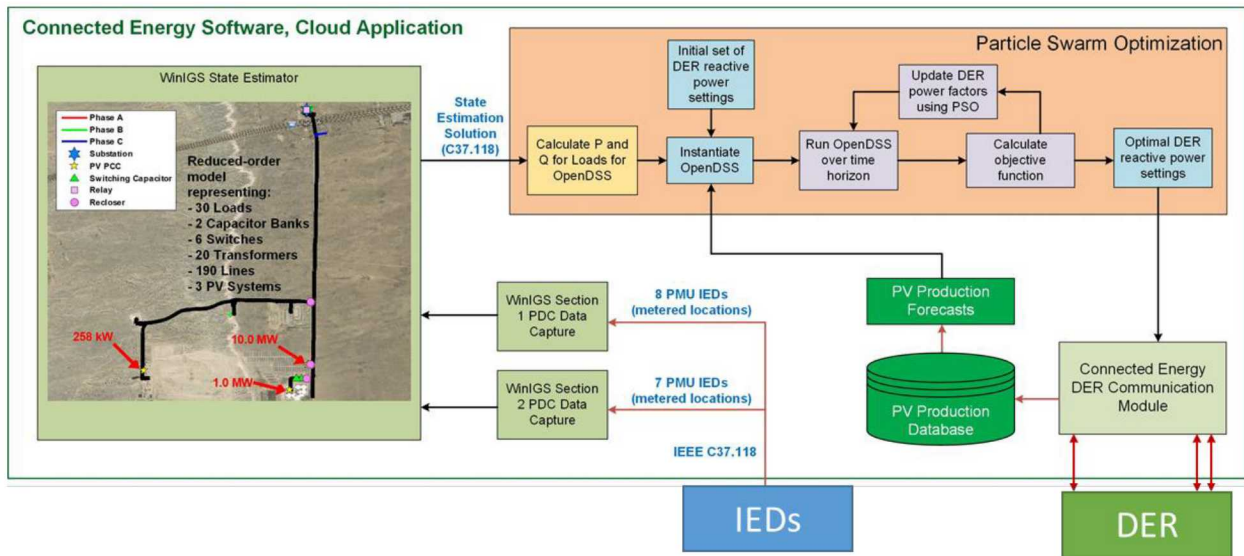 Connected Energy Software, Cloud Application
WinIGS State Estimator
Phase A
Phase B
Phase C
Substation
PV PCC
Switching Capacitor
Relay
Recloser
Reduced-order
model
representing:
- 30 Loads
- 2 Capacitor Banks
- 6 Switches
- 20 Transformers
- 190 Lines
- 3 PV Systems
258 kW
10.0 MW
1.0 MW
State
Estimation
Solution
(C37.118)
Particle Swarm Optimization
Initial set of
DER reactive
power
settings
Update DER
power factors
using PSO
Calculate P and
Q for Loads for
OpenDSS
Instantiate
OpenDSS
Run OpenDSS
over time
horizon
Calculate
objective
function
Optimal DER
reactive power
settings
WinIGS Section
1 PDC Data
Capture
8 PMU IEDs
(metered locations)
WinIGS Section
2 PDC Data
Capture
7 PMU IEDs
(metered locations)
IEEE C37.118
PV Production
Forecasts
PV Production
Database
Connected Energy
DER Communication
Module
IEDs
DER